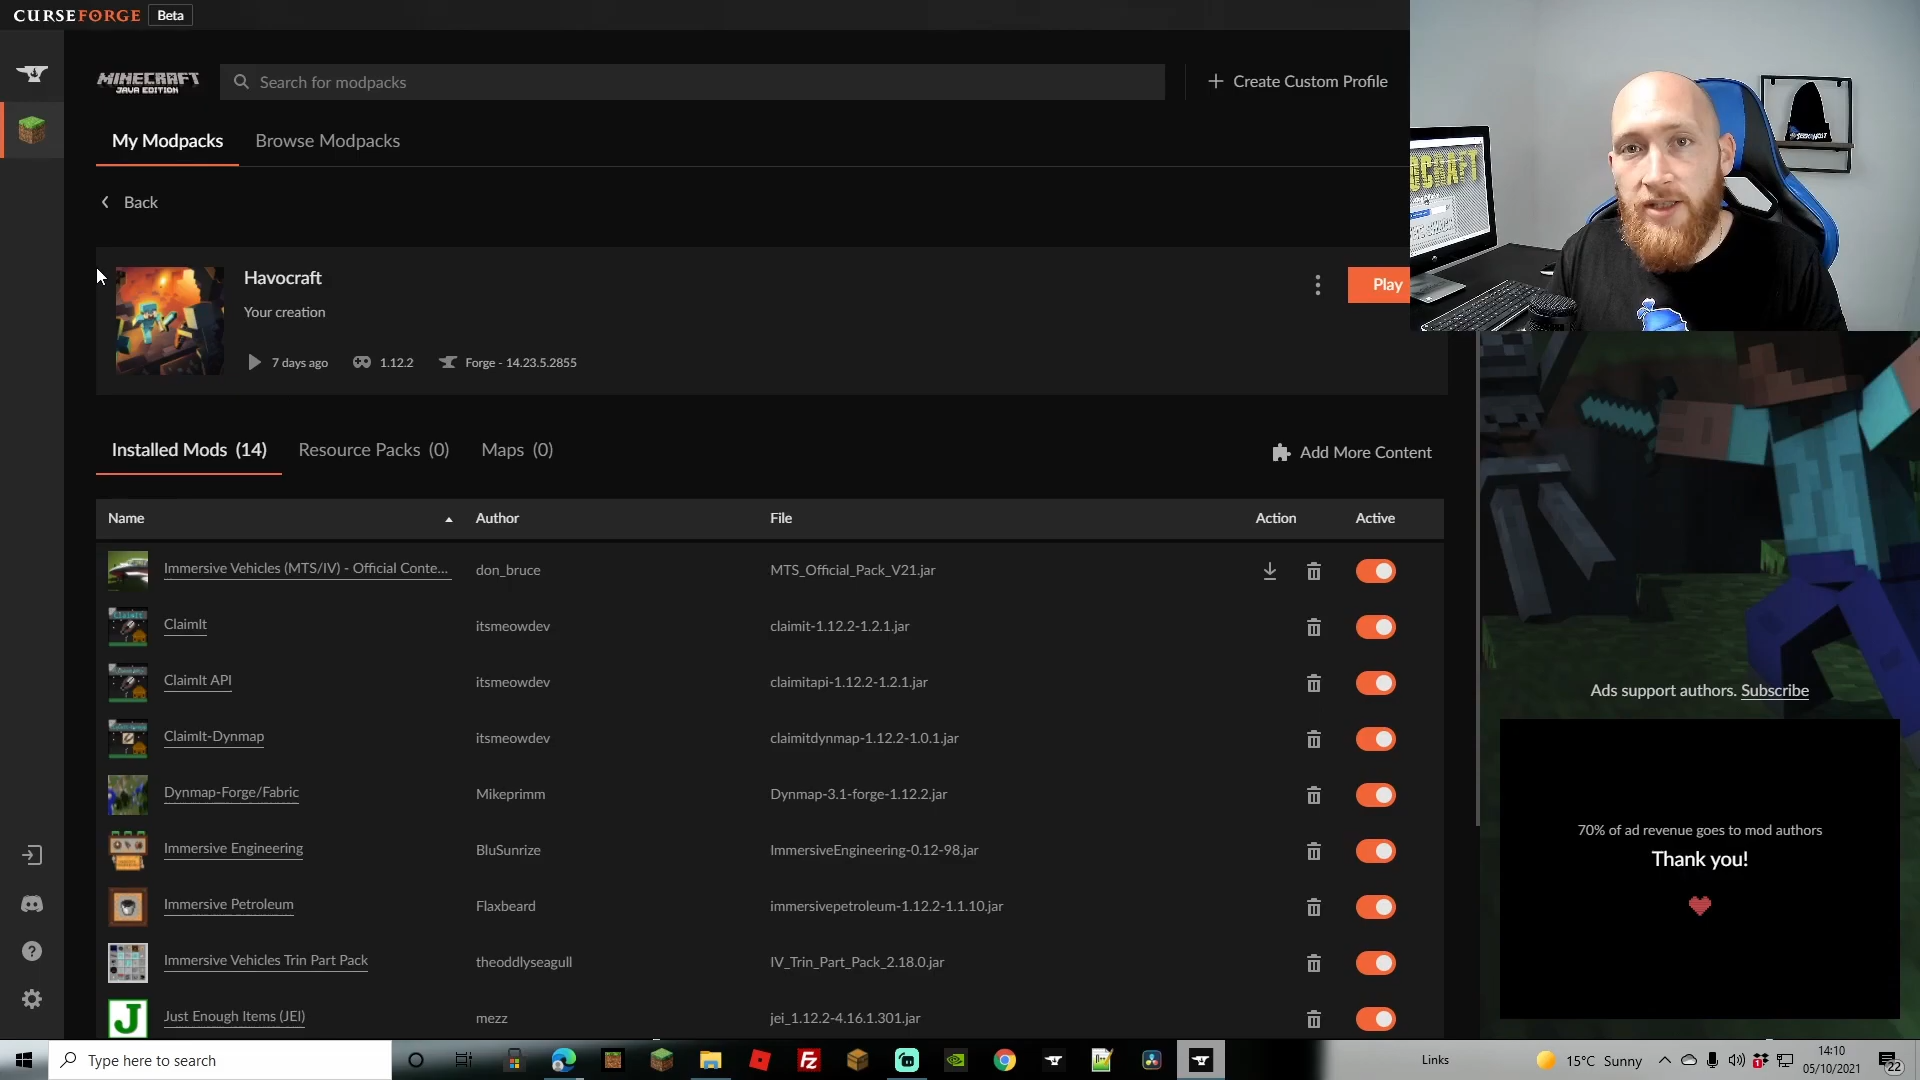 CURSEFORGE Beta
MINECRAFT
JAVA EDITION
Search for modpacks
Create Custom Profile
My Modpacks
Browse Modpacks
Back
Havocraft
Your creation
7 days ago
1.12.2
Forge - 14.23.5.2855
Play
Installed Mods (14)
Resource Packs (0)
Maps (0)
Add More Content
Name
Author
File
Action
Active
Immersive Vehicles (MTS/IV) - Official Conte...
don_bruce
MTS_Official_Pack_V21.jar
ClaimIt
itsmeowdev
claimit-1.12.2-1.2.1.jar
ClaimIt API
itsmeowdev
claimitapi-1.12.2-1.2.1.jar
ClaimIt-Dynmap
itsmeowdev
claimitdynmap-1.12.2-1.0.1.jar
Dynmap-Forge/Fabric
Mikeprimm
Dynmap-3.1-forge-1.12.2.jar
Immersive Engineering
BluSunrize
ImmersiveEngineering-0.12-98.jar
Immersive Petroleum
Flaxbeard
immersivepetroleum-1.12.2-1.1.10.jar
Immersive Vehicles Trin Part Pack
theoddlyseagull
IV_Trin_Part_Pack_2.18.0.jar
Just Enough Items (JEI)
mezz
jei_1.12.2-4.16.1.301.jar
Ads support authors. Subscribe
70% of ad revenue goes to mod authors
Thank you!
Type here to search
Links
15°C Sunny
14:10
05/10/2021
22